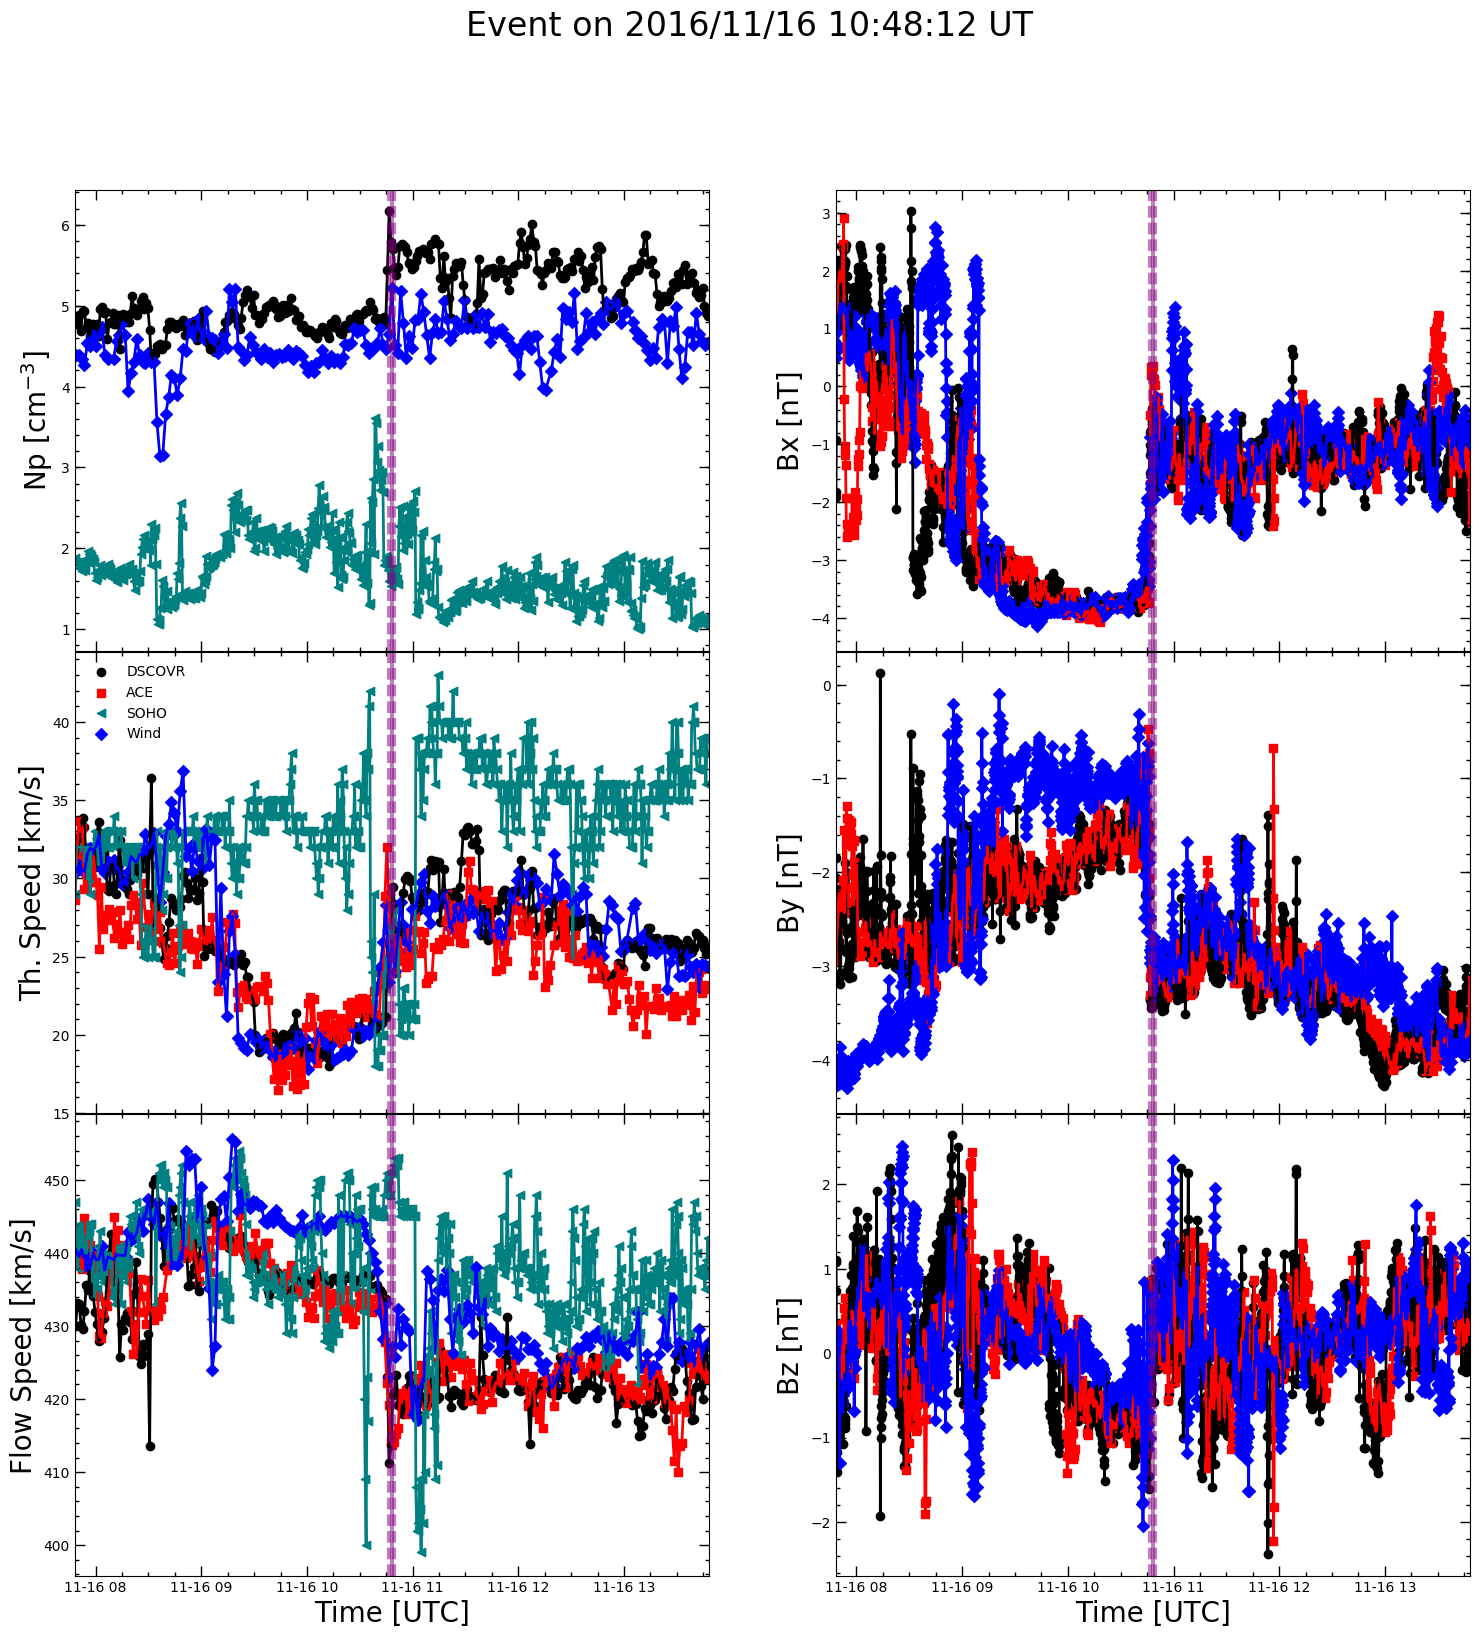 Event on 2016/11/16 10:48:12 UT
Np [cm⁻³]
6
5
4
3
2
1
Th. Speed [km/s]
DSCOVR
ACE
SOHO
Wind
40
35
30
25
20
15
Flow Speed [km/s]
450
440
430
420
410
400
11-16 08 11-16 09 11-16 10 11-16 11 11-16 12 11-16 13
Time [UTC]
Bx [nT]
3
2
1
0
−1
−2
−3
−4
By [nT]
0
−1
−2
−3
−4
Bz [nT]
2
1
0
−1
−2
11-16 08 11-16 09 11-16 10 11-16 11 11-16 12 11-16 13
Time [UTC]